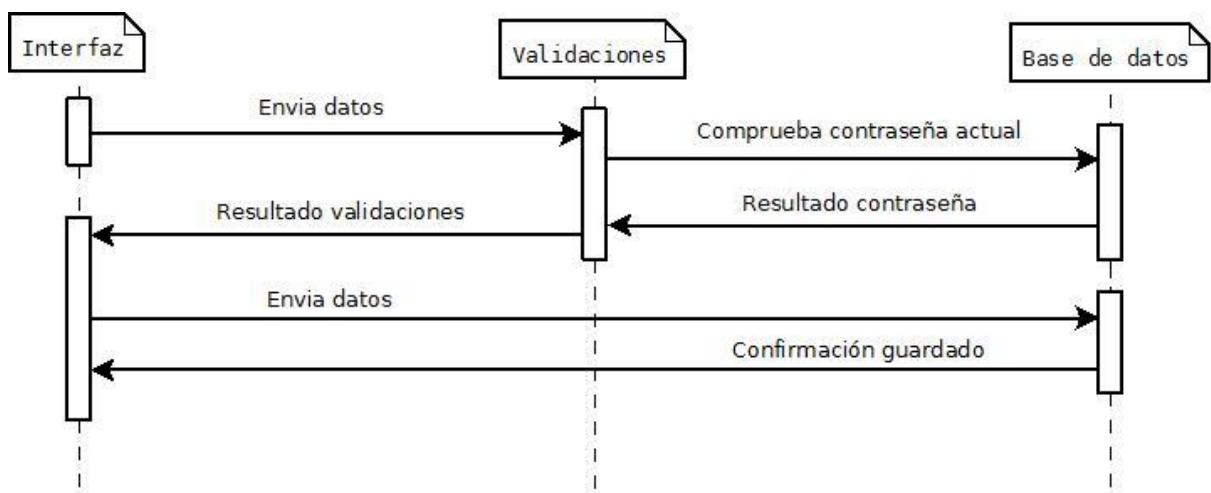 Interfaz
Validaciones
Base de datos
Envia datos
Comprueba contraseña actual
Resultado contraseña
Resultado validaciones
Envia datos
Confirmación guardado